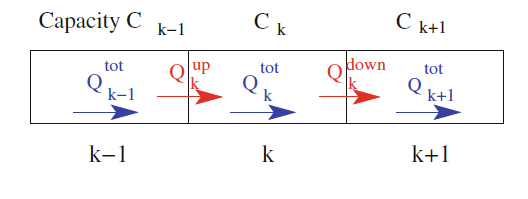 Capacity C k−1 C k C k+1
Q tot k−1 Q up k Q tot k Q down k Q tot k+1
k−1 k k+1